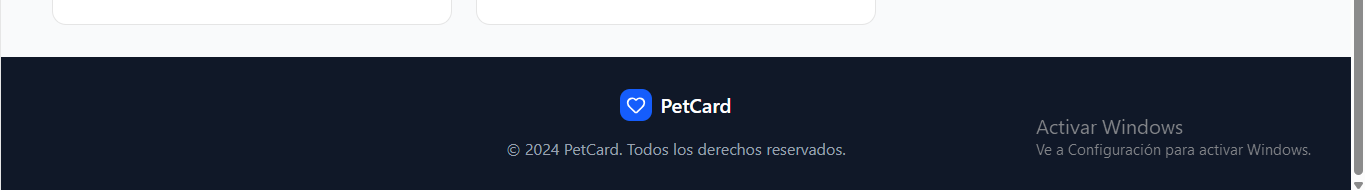 PetCard
© 2024 PetCard. Todos los derechos reservados.
Activar Windows
Ve a Configuración para activar Windows.